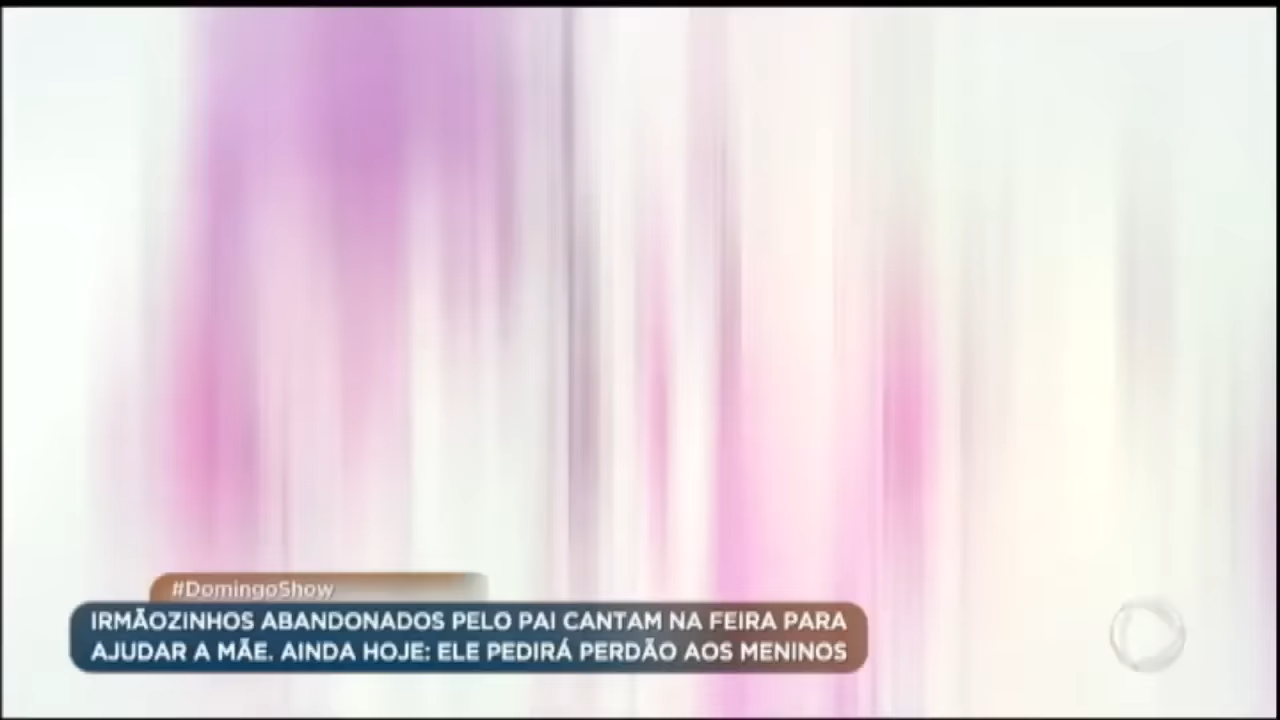 #DomingoShow
IRMÃOZINHOS ABANDONADOS PELO PAI CANTAM NA FEIRA PARA
AJUDAR A MÃE. AINDA HOJE: ELE PEDIRÁ PERDÃO AOS MENINOS